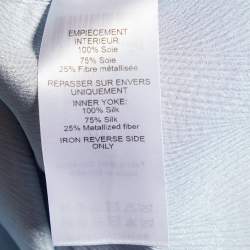 EMPIECEMENT
INTERIEUR
100% Soie
75% Soie
25% Fibre métallisée
REPASSER SUR ENVERS
UNIQUEMENT
INNER YOKE:
100% Silk
75% Silk
25% Metallized fiber
IRON REVERSE SIDE
ONLY